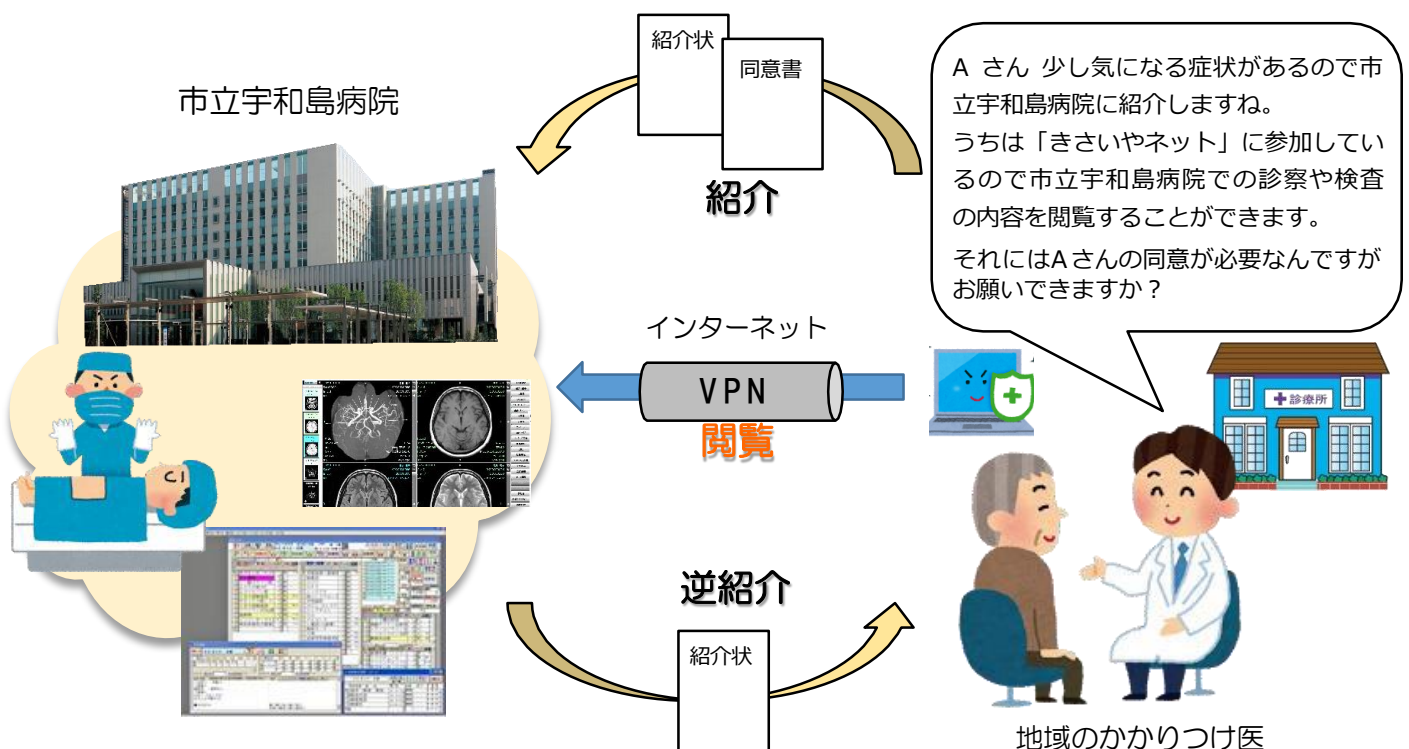 紹介状
同意書
市立宇和島病院
紹介
A さん 少し気になる症状があるので市
立宇和島病院に紹介しますね。
うちは「きさいやネット」に参加してい
るので市立宇和島病院での診察や検査
の内容を閲覧することができます。
それにはAさんの同意が必要なんですが
お願いできますか？
インターネット
VPN
閲覧
診療所
逆紹介
紹介状
地域のかかりつけ医